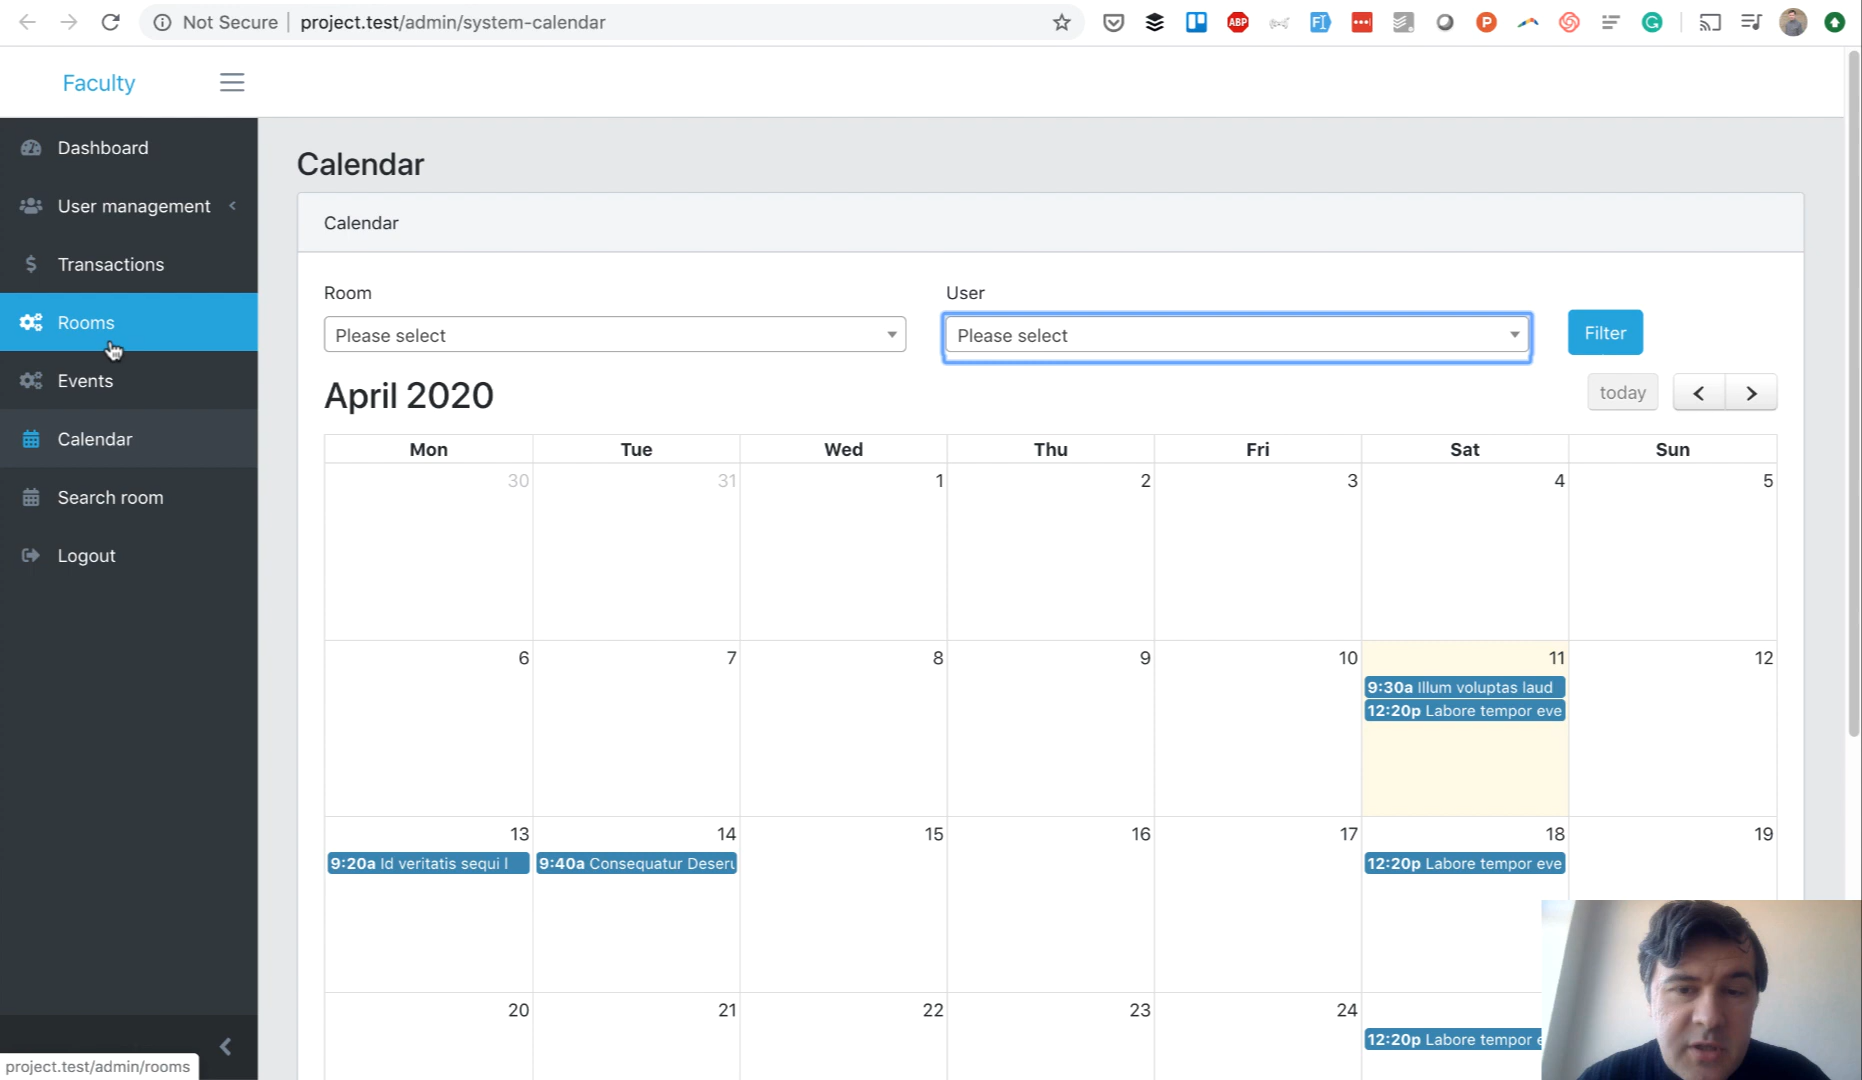 Not Secure | project.test/admin/system-calendar
Faculty
Dashboard
User management
Transactions
Rooms
Events
Calendar
Search room
Logout
project.test/admin/rooms
Calendar
Calendar
Room
User
Please select
Please select
Filter
April 2020
today
Mon Tue Wed Thu Fri Sat Sun
30 31 1 2 3 4 5
6 7 8 9 10 11 12
9:30a Illum voluptas laud
12:20p Labore tempor eve
13 14 15 16 17 18 19
9:20a Id veritatis sequi l
9:40a Consequatur Deseru
12:20p Labore tempor eve
20 21 22 23 24
12:20p Labore tempor e